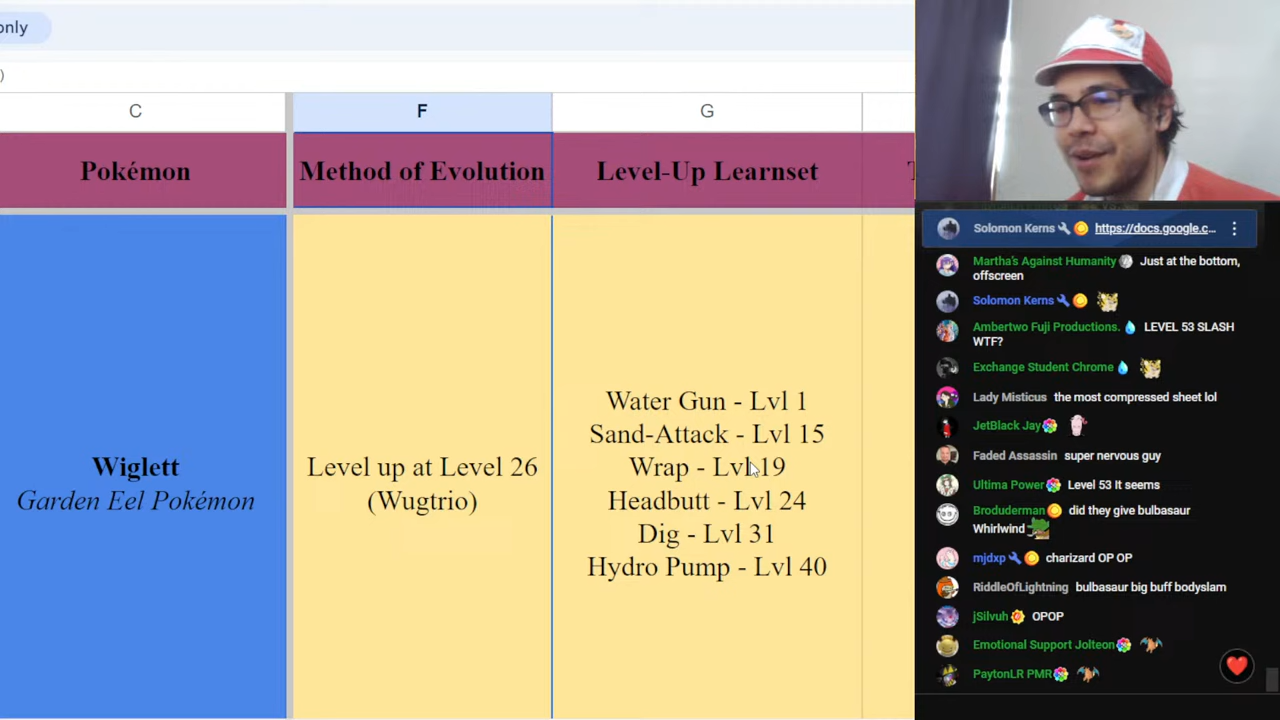 only
)
C
F
G
Pokémon
Method of Evolution
Level-Up Learnset
Wiglett
Garden Eel Pokémon
Level up at Level 26
(Wugtrio)
Water Gun - Lvl 1
Sand-Attack - Lvl 15
Wrap - Lvl 19
Headbutt - Lvl 24
Dig - Lvl 31
Hydro Pump - Lvl 40
Solomon Kerns https://docs.google.c...
Martha's Against Humanity Just at the bottom,
offscreen
Solomon Kerns
Ambertwo Fuji Productions. LEVEL 53 SLASH
WTF?
Exchange Student Chrome
Lady Misticus the most compressed sheet lol
JetBlack Jay
Faded Assassin super nervous guy
Ultima Power Level 53 It seems
Broduderman did they give bulbasaur
Whirlwind
mjdxp charizard OP OP
RiddleOfLightning bulbasaur big buff bodyslam
jSilvuh OPOP
Emotional Support Jolteon
PaytonLR PMR